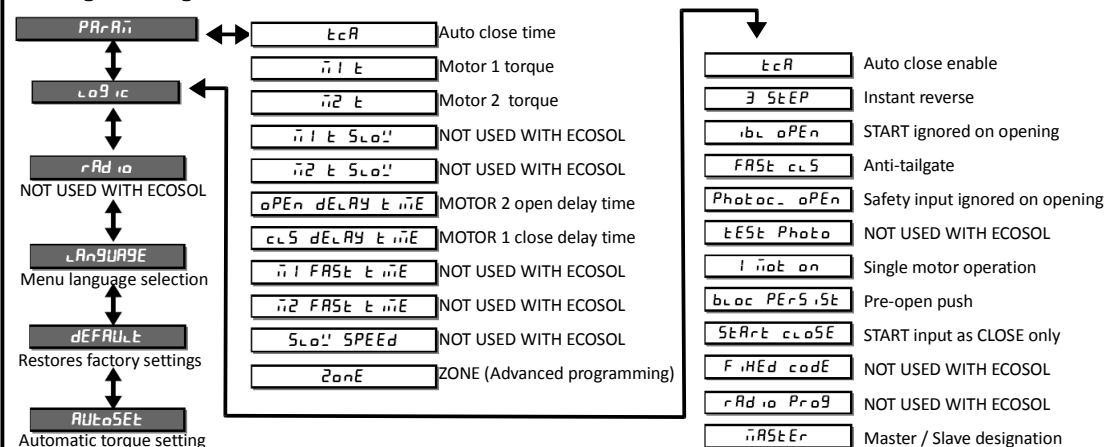 PArAM
LoGic
rAdio
NOT USED WITH ECOSOL
LAnGUAGE
Menu language selection
dEFAULt
Restores factory settings
AUtoSEt
Automatic torque setting
tcA Auto close time
M1 t Motor 1 torque
M2 t Motor 2 torque
M1 t SLoW NOT USED WITH ECOSOL
M2 t SLoW NOT USED WITH ECOSOL
oPEn dELAY tiME MOTOR 2 open delay time
cLS dELAY tiME MOTOR 1 close delay time
M1 FASt tiME NOT USED WITH ECOSOL
M2 FASt tiME NOT USED WITH ECOSOL
SLoW SPEEd NOT USED WITH ECOSOL
ZonE ZONE (Advanced programming)
tcA Auto close enable
3 StEP Instant reverse
ibL oPEn START ignored on opening
FASt cLS Anti-tailgate
Photoc_ oPEn Safety input ignored on opening
tESt Photo NOT USED WITH ECOSOL
1 Mot on Single motor operation
bLoc PErSiSt Pre-open push
StArt cLoSE START input as CLOSE only
FiHEd codE NOT USED WITH ECOSOL
rAdio ProG NOT USED WITH ECOSOL
MAStEr Master / Slave designation